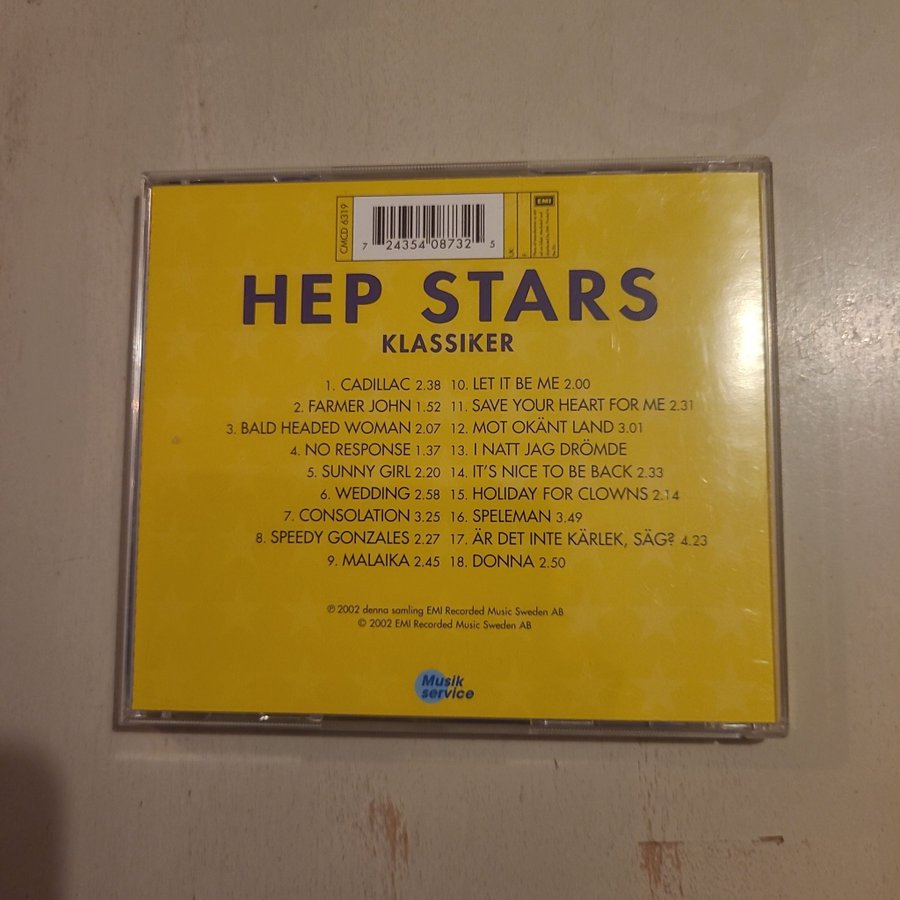 CMCD 6319
7 24354 08732 5
UK:
EMI
HEP STARS
KLASSIKER
1. CADILLAC 2.38
2. FARMER JOHN 1.52
3. BALD HEADED WOMAN 2.07
4. NO RESPONSE 1.37
5. SUNNY GIRL 2.20
6. WEDDING 2.58
7. CONSOLATION 3.25
8. SPEEDY GONZALES 2.27
9. MALAIKA 2.45
10. LET IT BE ME 2.00
11. SAVE YOUR HEART FOR ME 2.31
12. MOT OKÄNT LAND 3.01
13. I NATT JAG DRÖMDE
14. IT'S NICE TO BE BACK 2.33
15. HOLIDAY FOR CLOWNS 2.14
16. SPELEMAN 3.49
17. ÄR DET INTE KÄRLEK, SÄG? 4.23
18. DONNA 2.50
℗ 2002 denna samling EMI Recorded Music Sweden AB
© 2002 EMI Recorded Music Sweden AB
Musik
service